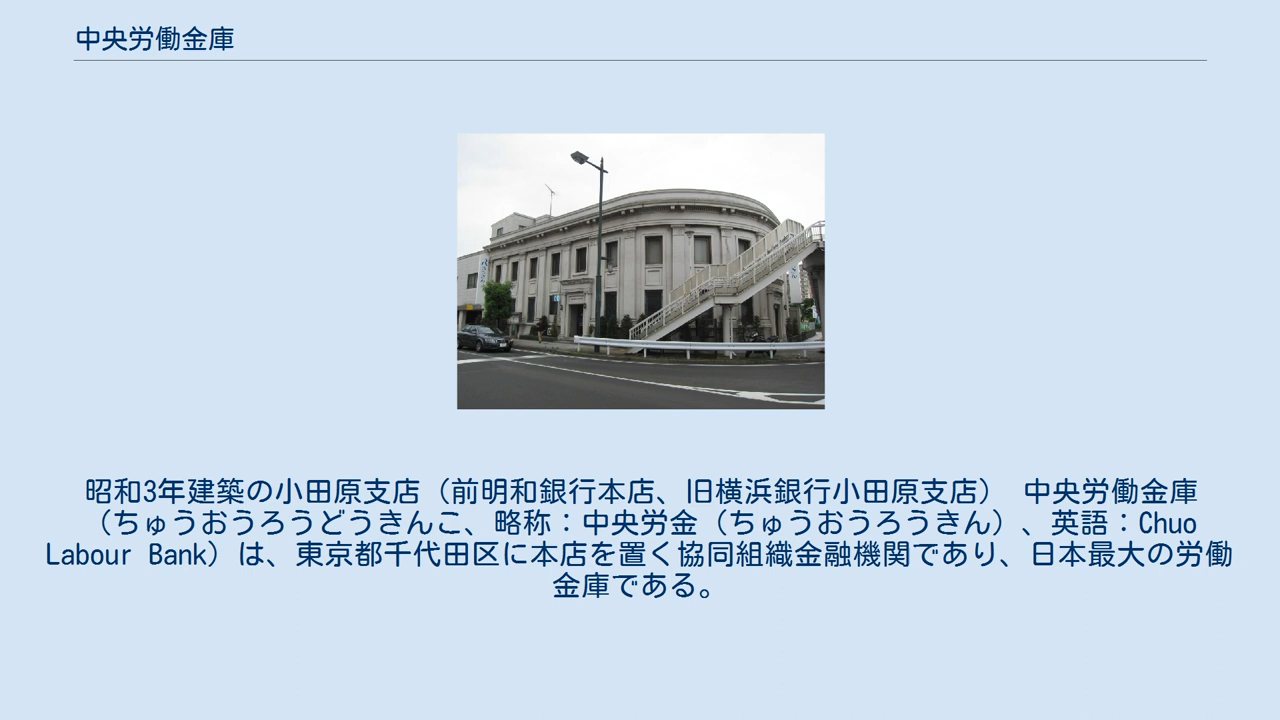 中央労働金庫
昭和3年建築の小田原支店（前明和銀行本店、旧横浜銀行小田原支店） 中央労働金庫
（ちゅうおうろうどうきんこ、略称：中央労金（ちゅうおうろうきん）、英語：Chuo
Labour Bank）は、東京都千代田区に本店を置く協同組織金融機関であり、日本最大の労働
金庫である。